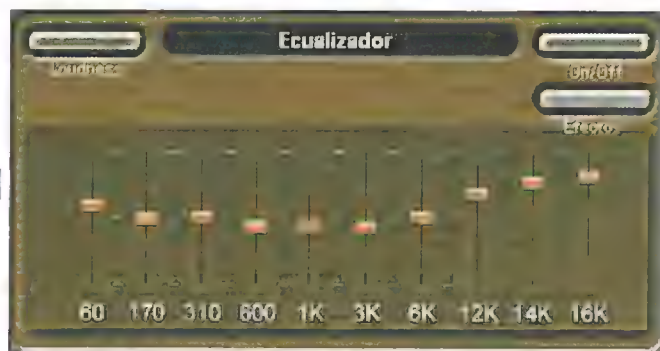 Ecualizador
Loudness
On/Off
Efecto
60 170 310 600 1K 3K 6K 12K 14K 16K